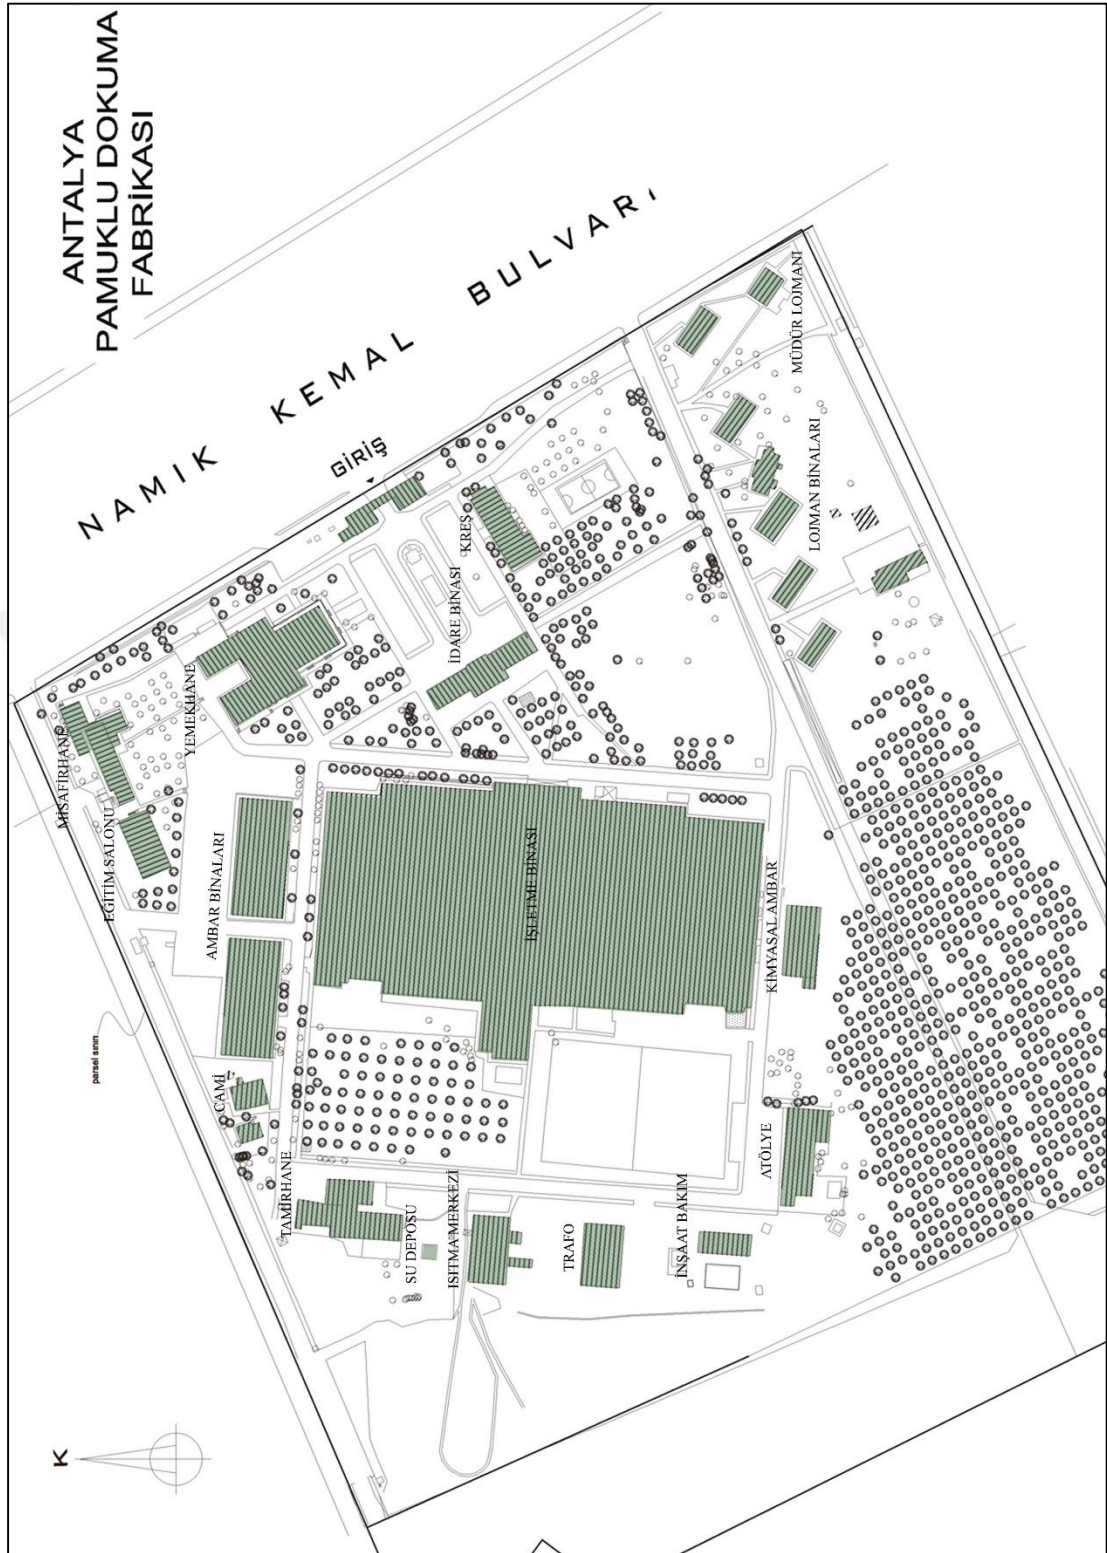 ANTALYA
PAMUKLU DOKUMA
FABRİKASI
NAMIK KEMAL BULVARI
GİRİŞ
MİSAFİRHANE
EĞİTİM SALONU
YEMEKHANE
AMBAR BİNALARI
KREŞ
İDARE BİNASI
MÜDÜR LOJMANI
LOJMAN BİNALARI
İŞLETME BİNASI
KİMYASAL AMBAR
parsel sınırı
CAMİ
TAMİRHANE
SU DEPOSU
ISITMA MERKEZİ
TRAFO
İNŞAAT BAKIM
ATÖLYE
K